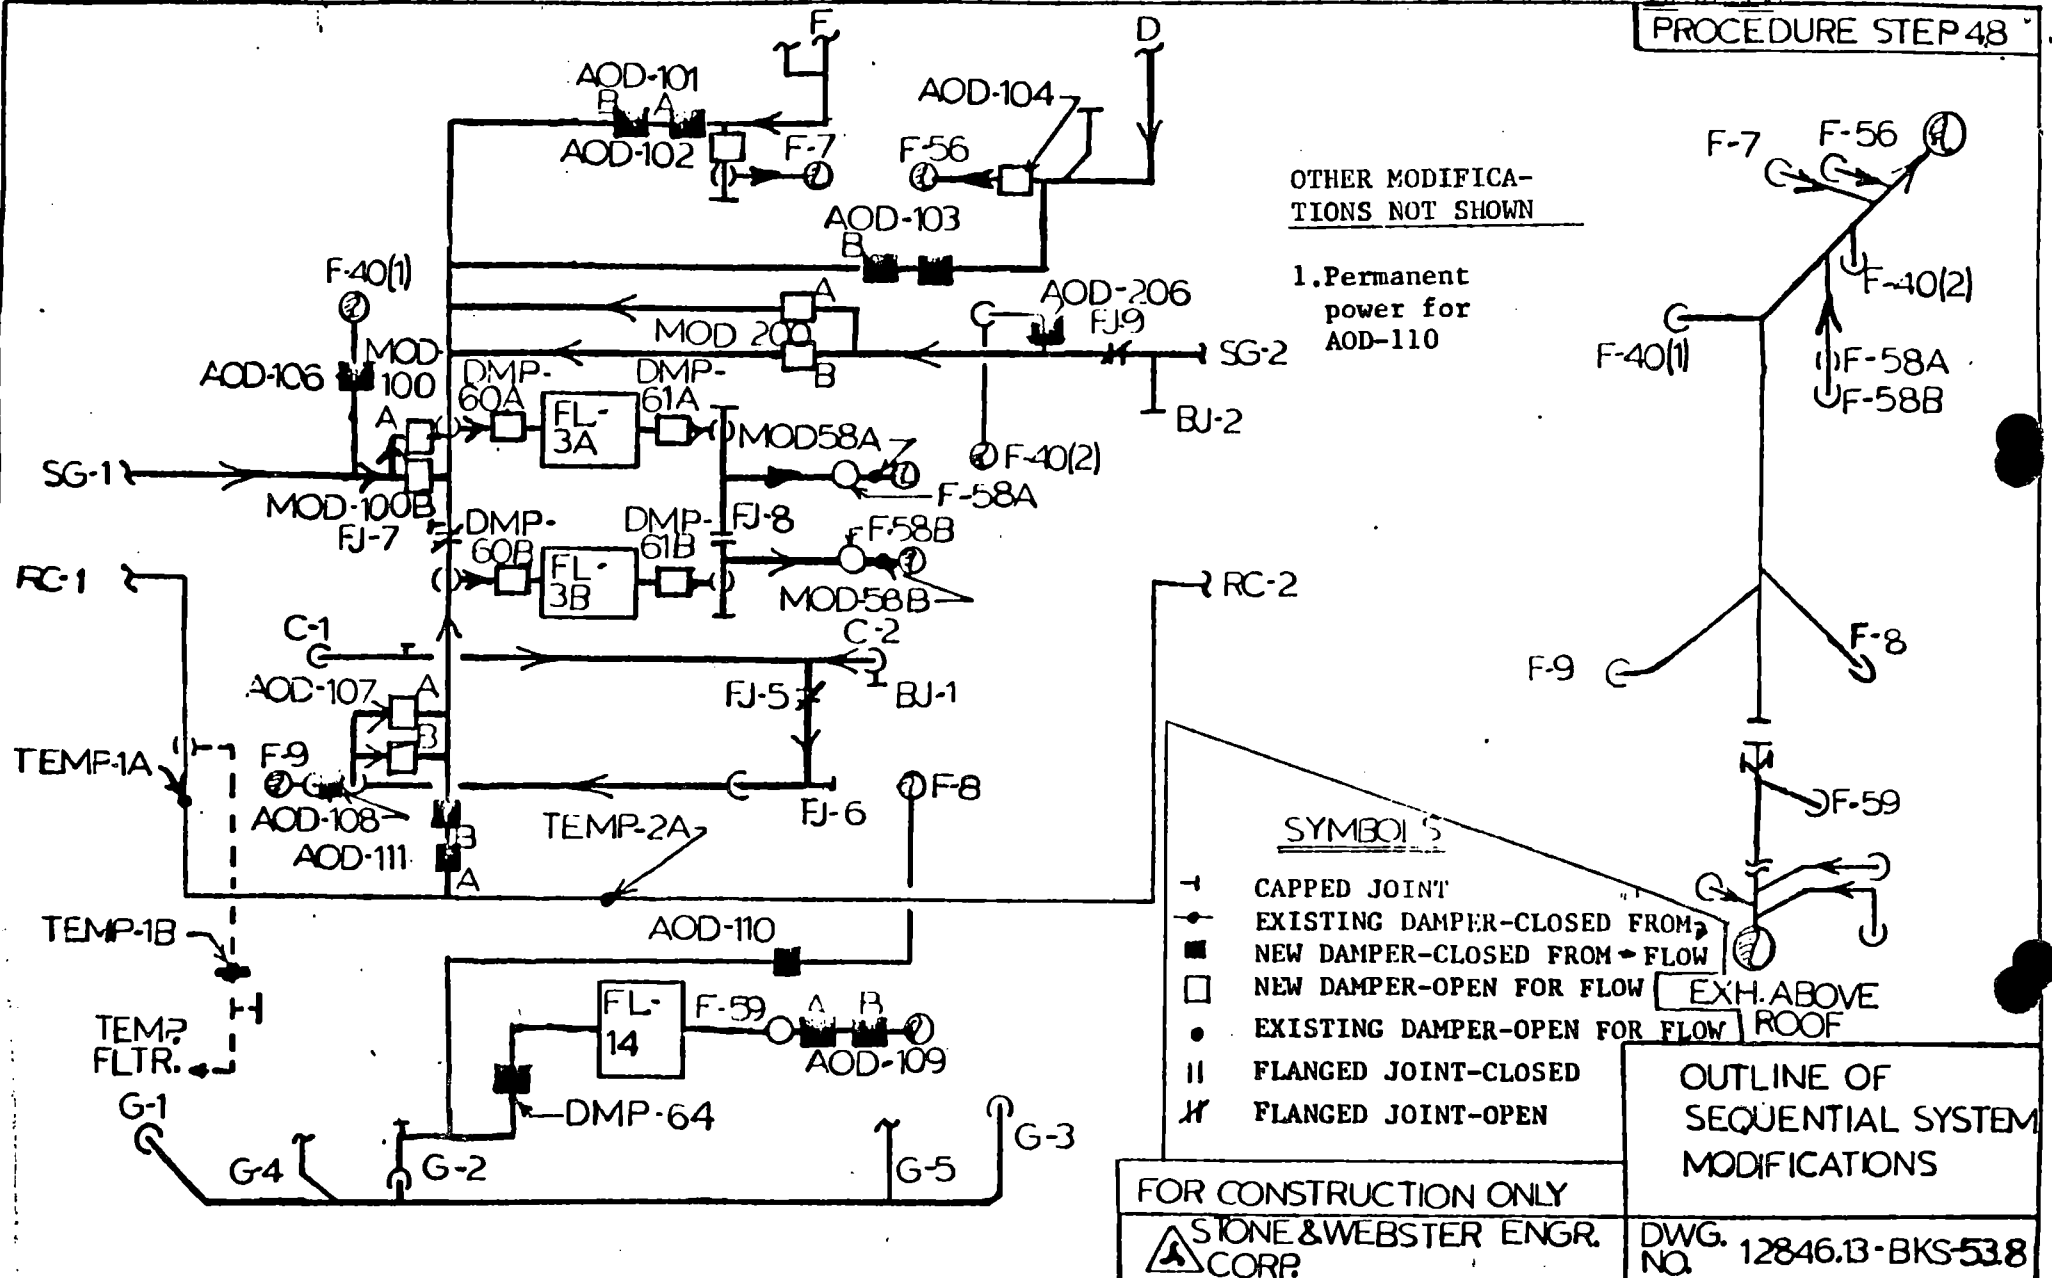 PROCEDURE STEP 48
F
D
AOD-101
B
A
AOD-102
F-7
AOD-104
F-56
AOD-103
B
F-40(1)
A
AOD-206
FJ-9
MOD 200
B
SG-2
BJ-2
AOD-106
MOD-
100
DMP-
60A
FL-
3A
DMP-
61A
A
MOD58A
F-40(2)
F-58A
SG-1
MOD-100B
FJ-7
DMP-
60B
FL-
3B
DMP-
61B
FJ-8
F-58B
MOD-58B
RC-1
RC-2
C-1
C-2
BJ-1
AOD-107
A
B
FJ-5
TEMP-1A
F-9
AOD-108
AOD-111
B
A
TEMP-2A
FJ-6
F-8
TEMP-1B
AOD-110
FL-
14
F-59
A
B
AOD-109
TEMP
FLTR.
DMP-64
G-1
G-4
G-2
G-5
G-3
OTHER MODIFICA-
TIONS NOT SHOWN
1.Permanent
power for
AOD-110
F-7
F-56
F-40(2)
F-40(1)
F-58A
F-58B
F-9
F-8
F-59
EXH. ABOVE
ROOF
SYMBOLS
CAPPED JOINT
EXISTING DAMPER-CLOSED FROM
NEW DAMPER-CLOSED FROM FLOW
NEW DAMPER-OPEN FOR FLOW
EXISTING DAMPER-OPEN FOR FLOW
FLANGED JOINT-CLOSED
FLANGED JOINT-OPEN
FOR CONSTRUCTION ONLY
STONE & WEBSTER ENGR.
CORP.
OUTLINE OF
SEQUENTIAL SYSTEM
MODIFICATIONS
DWG.
NO. 12846.13-BKS-53.8